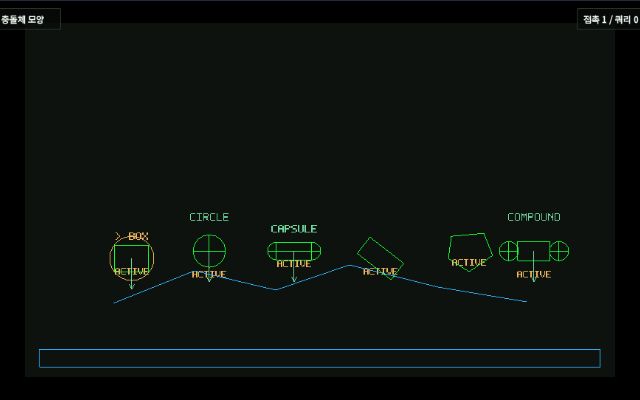 충돌체 모양
접촉 1 / 쿼리 0
CIRCLE
COMPOUND
CAPSULE
> BOX
ACTIVE
ACTIVE
ACTIVE
ACTIVE
ACTIVE
ACTIVE